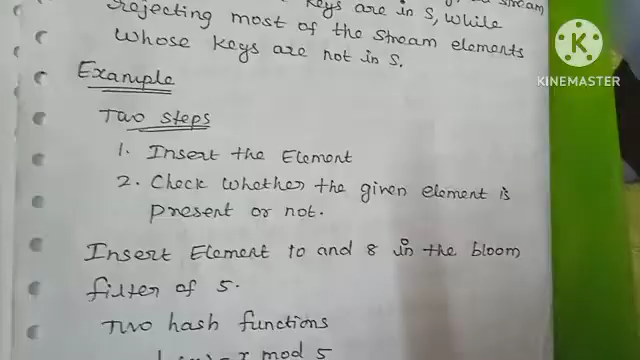 keys are in S, while
rejecting most of the stream elements
whose keys are not in S.
Example
Two steps
1. Insert the Element
2. Check whether the given element is
present or not.
Insert Element 10 and 8 in the bloom
filter of 5.
Two hash functions
x mod 5
KINEMASTER